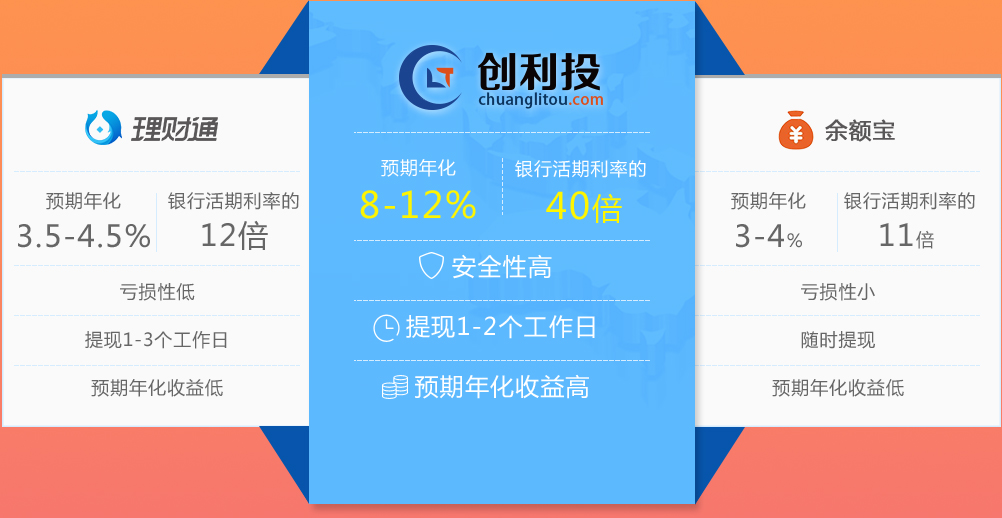 理财通
预期年化 银行活期利率的
3.5-4.5% 12倍
亏损性低
提现1-3个工作日
预期年化收益低
创利投
chuanglitou.com
预期年化 银行活期利率的
8-12% 40倍
安全性高
提现1-2个工作日
预期年化收益高
余额宝
预期年化 银行活期利率的
3-4% 11倍
亏损性小
随时提现
预期年化收益低